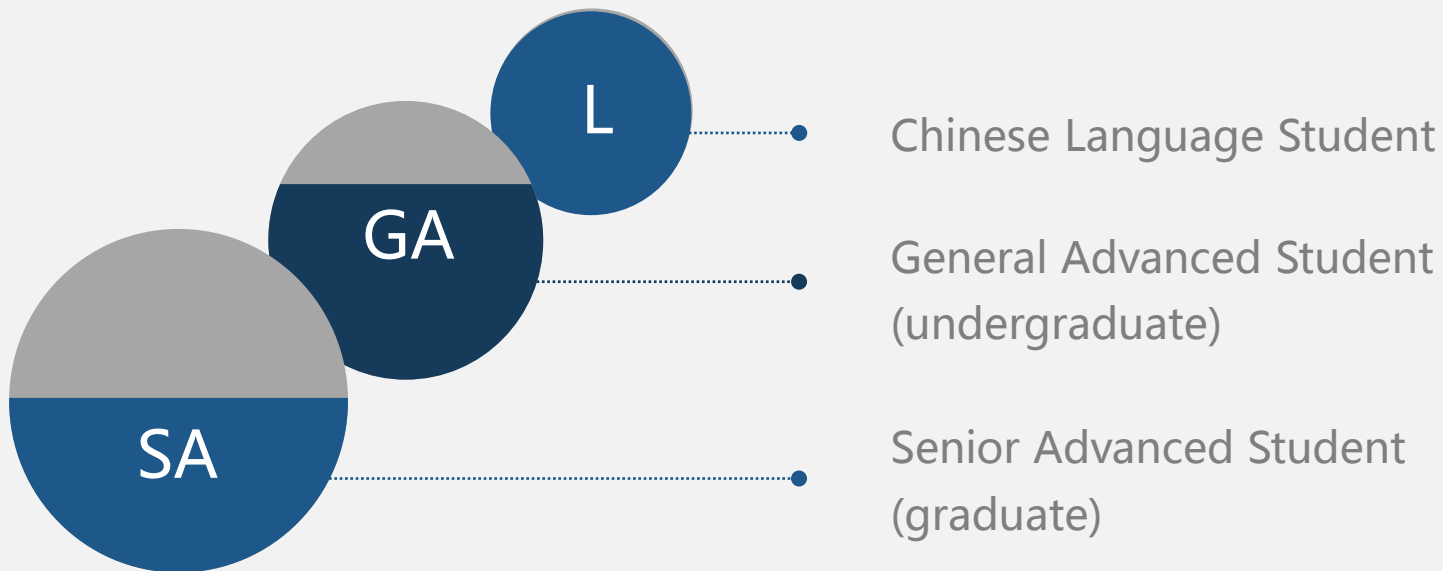 L
Chinese Language Student
GA
General Advanced Student
(undergraduate)
SA
Senior Advanced Student
(graduate)